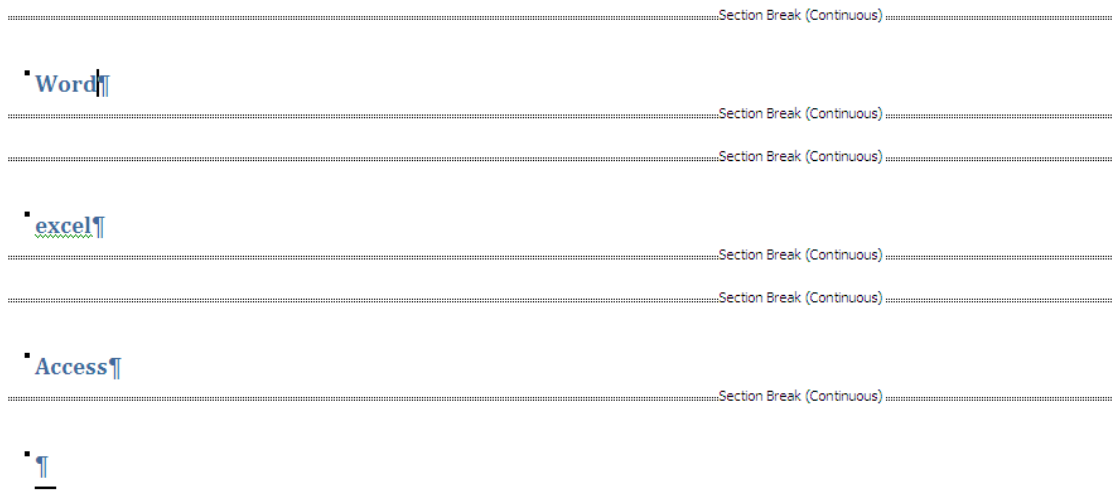 Section Break (Continuous)
Word¶
Section Break (Continuous)
Section Break (Continuous)
excel¶
Section Break (Continuous)
Section Break (Continuous)
Access¶
Section Break (Continuous)
¶